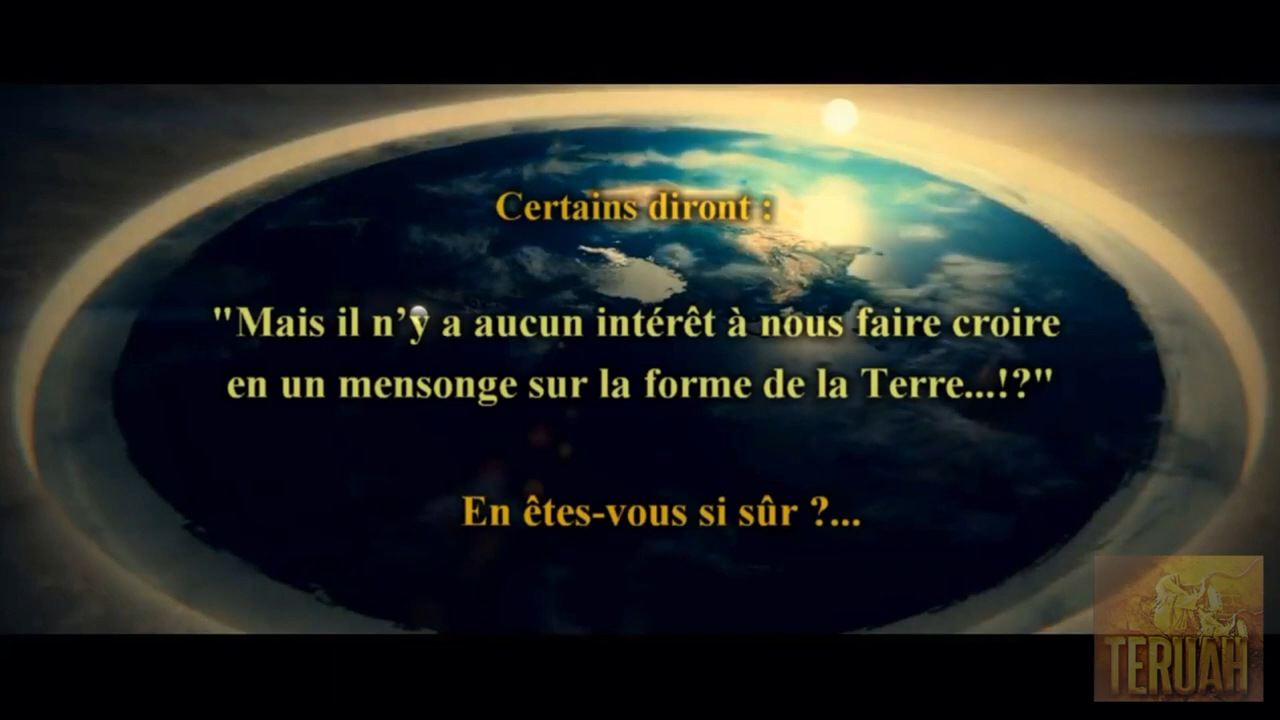 Certains diront :
"Mais il n’y a aucun intérêt à nous faire croire
en un mensonge sur la forme de la Terre...!?"
En êtes-vous si sûr ?...
TERUAH